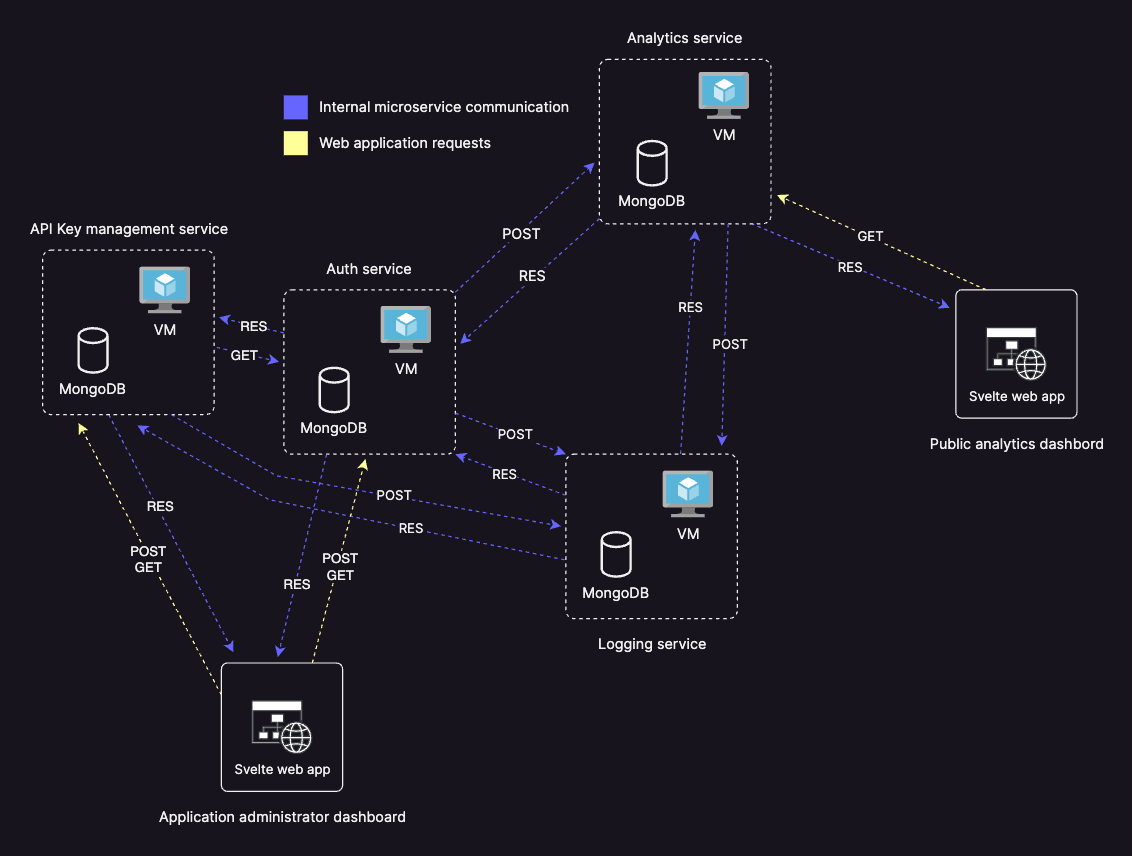 Analytics service
Internal microservice communication
Web application requests
VM
MongoDB
API Key management service
POST
GET
Auth service
RES
RES
VM
RES
VM
RES
GET
POST
VM
MongoDB
MongoDB
Svelte web app
POST
Public analytics dashbord
RES
POST
RES
RES
VM
POST
GET
POST
GET
RES
MongoDB
Logging service
Svelte web app
Application administrator dashboard